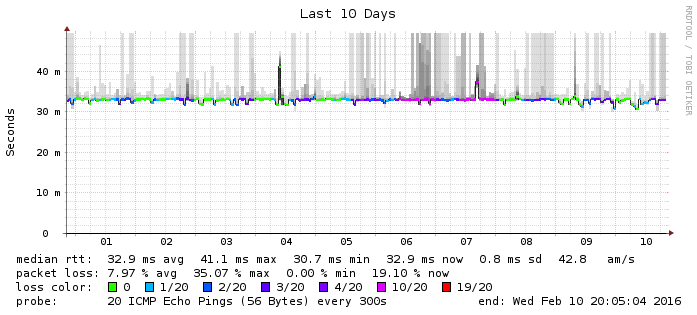 Last 10 Days
RRDTOOL / TOBI OETIKER
Seconds
40 m
30 m
20 m
10 m
0
01 02 03 04 05 06 07 08 09 10
median rtt: 32.9 ms avg 41.1 ms max 30.7 ms min 32.9 ms now 0.8 ms sd 42.8 am/s
packet loss: 7.97 % avg 35.07 % max 0.00 % min 19.10 % now
loss color: 0 1/20 2/20 3/20 4/20 10/20 19/20
probe: 20 ICMP Echo Pings (56 Bytes) every 300s end: Wed Feb 10 20:05:04 2016